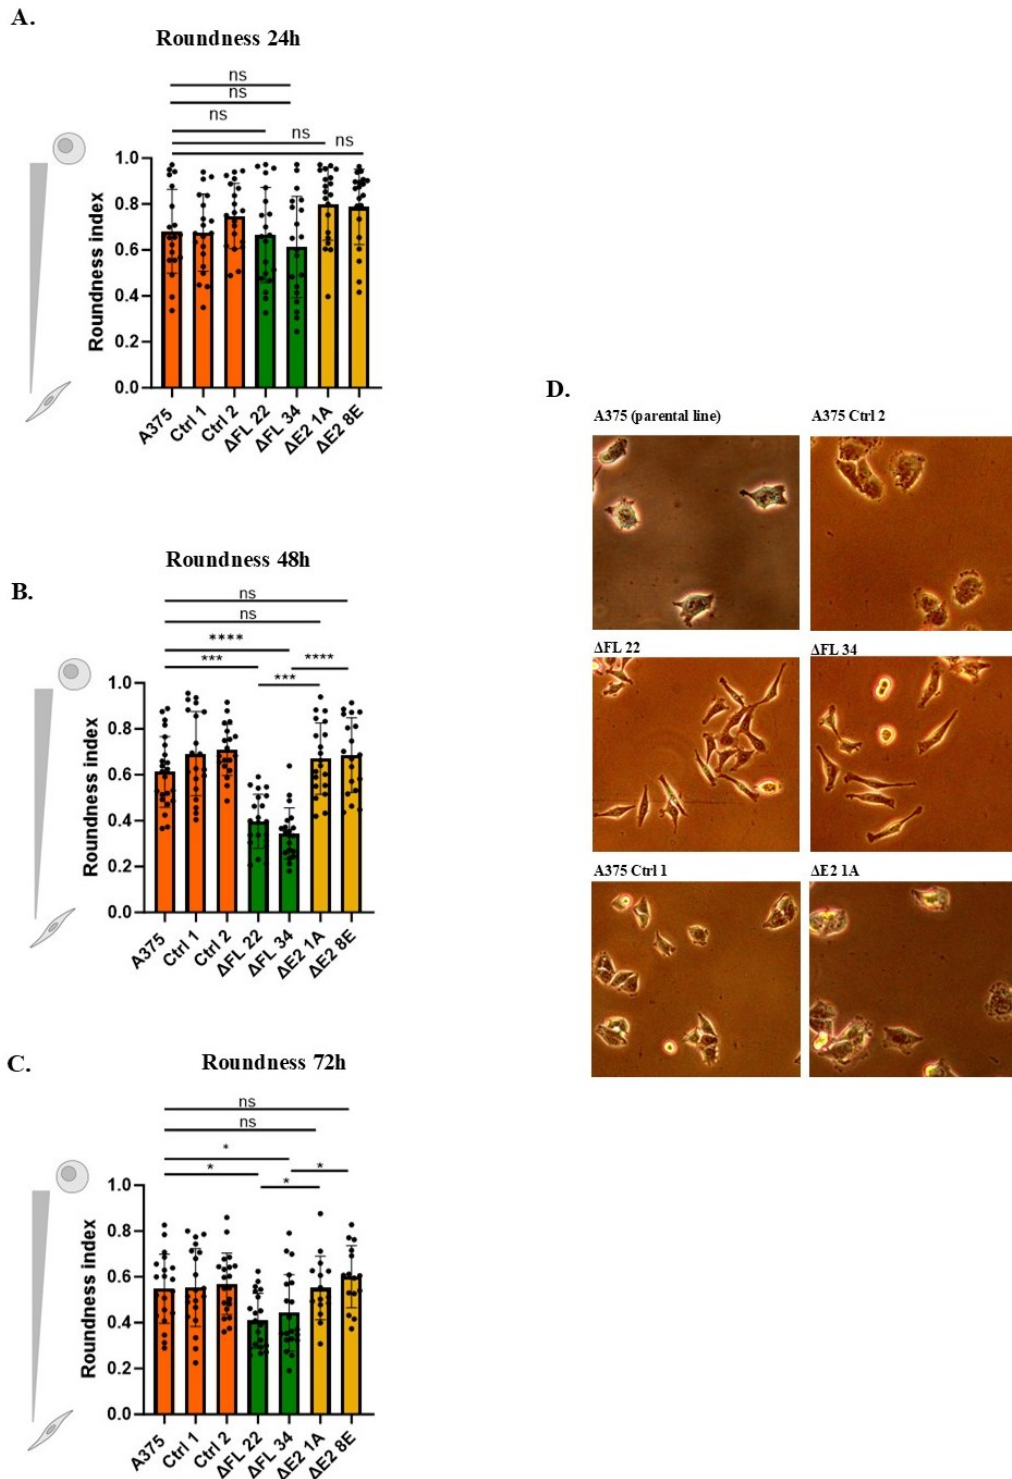 A.
Roundness 24h
ns
ns
ns
ns
ns
Roundness index
1.0
0.8
0.6
0.4
0.2
0.0
A375
Ctrl 1
Ctrl 2
ΔFL 22
ΔFL 34
ΔE2 1A
ΔE2 8E
B.
Roundness 48h
ns
ns
****
***
****
***
Roundness index
1.0
0.8
0.6
0.4
0.2
0.0
A375
Ctrl 1
Ctrl 2
ΔFL 22
ΔFL 34
ΔE2 1A
ΔE2 8E
C.
Roundness 72h
ns
ns
*
*
*
*
Roundness index
1.0
0.8
0.6
0.4
0.2
0.0
A375
Ctrl 1
Ctrl 2
ΔFL 22
ΔFL 34
ΔE2 1A
ΔE2 8E
D.
A375 (parental line)
A375 Ctrl 2
ΔFL 22
ΔFL 34
A375 Ctrl 1
ΔE2 1A